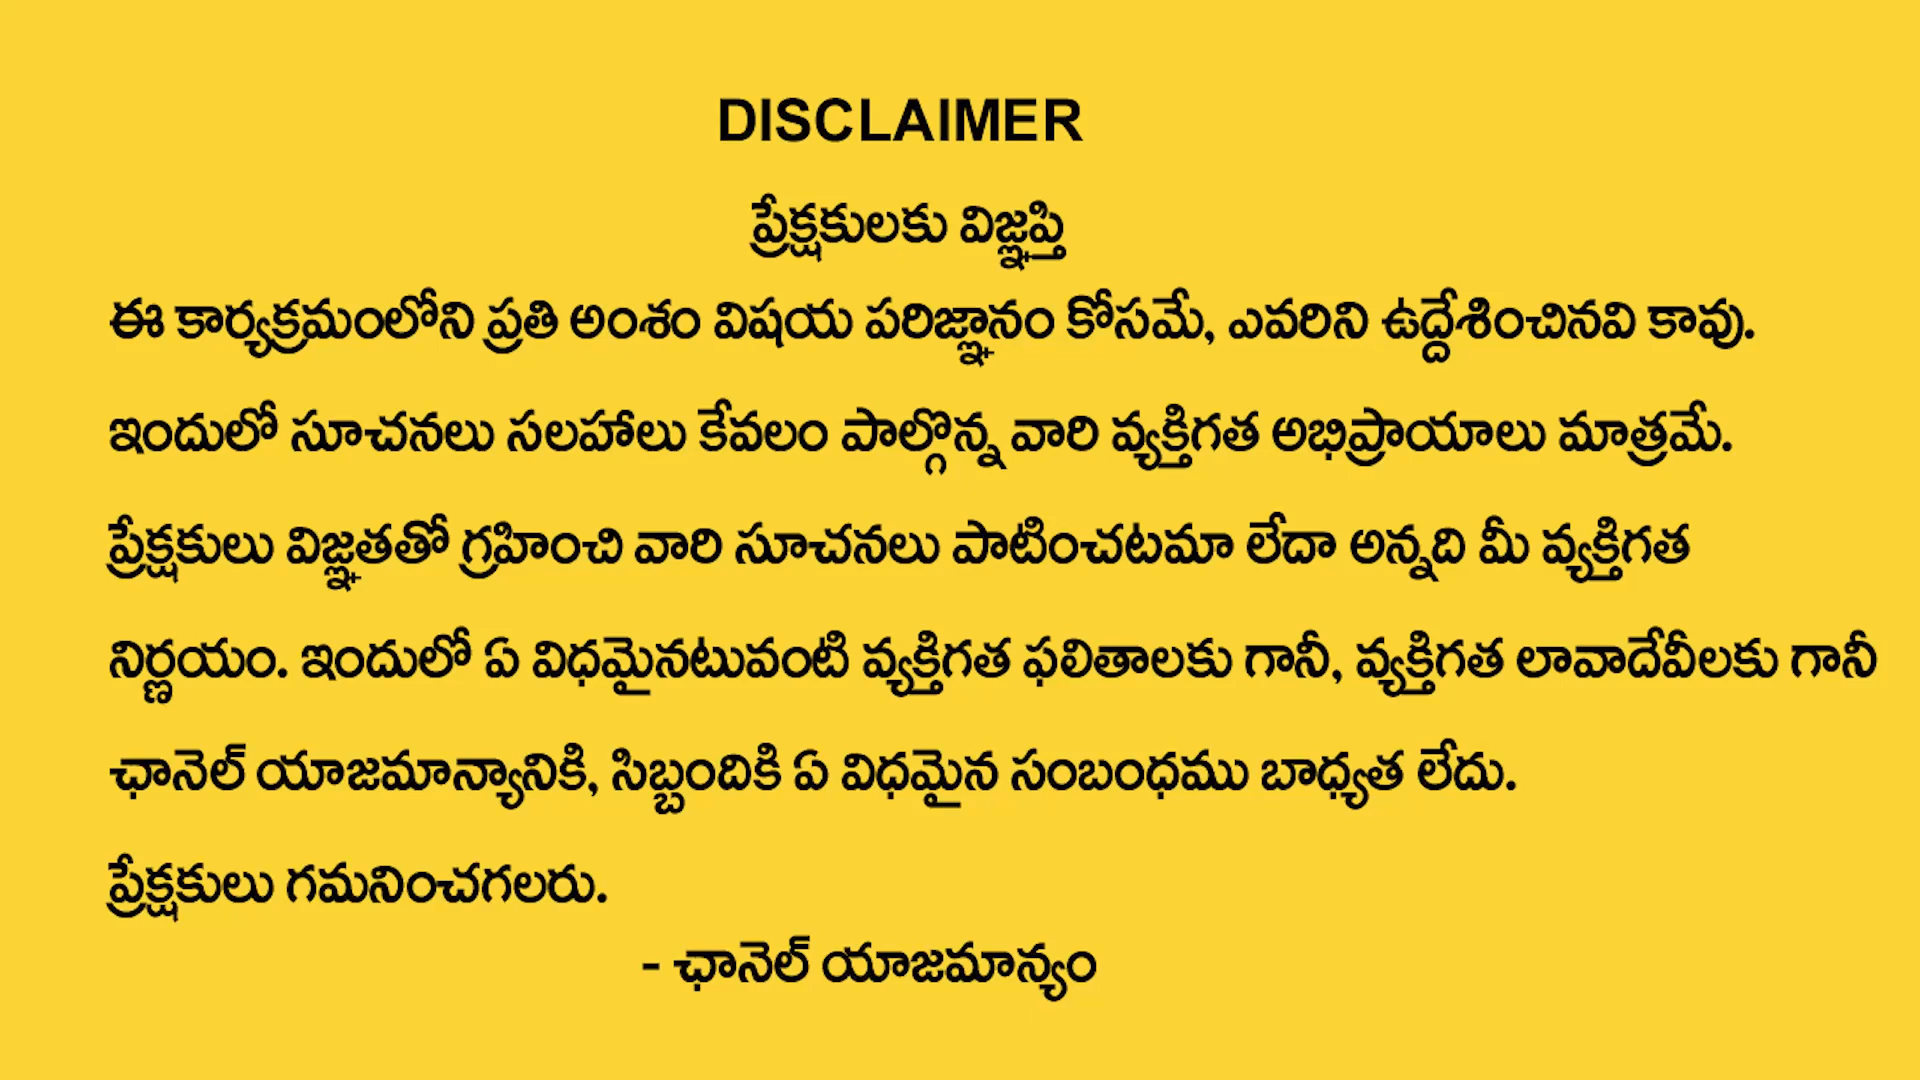 DISCLAIMER
ప్రేక్షకులకు విజ్ఞప్తి
ఈ కార్యక్రమంలోని ప్రతి అంశం విషయ పరిజ్ఞానం కోసమే, ఎవరిని ఉద్దేశించినవి కావు.
ఇందులో సూచనలు సలహాలు కేవలం పాల్గొన్న వారి వ్యక్తిగత అభిప్రాయాలు మాత్రమే.
ప్రేక్షకులు విజ్ఞతతో గ్రహించి వారి సూచనలు పాటించటమా లేదా అన్నది మీ వ్యక్తిగత
నిర్ణయం. ఇందులో ఏ విధమైనటువంటి వ్యక్తిగత ఫలితాలకు గానీ, వ్యక్తిగత లావాదేవీలకు గానీ
ఛానెల్ యాజమాన్యానికి, సిబ్బందికి ఏ విధమైన సంబంధము బాధ్యత లేదు.
ప్రేక్షకులు గమనించగలరు.
- ఛానెల్ యాజమాన్యం